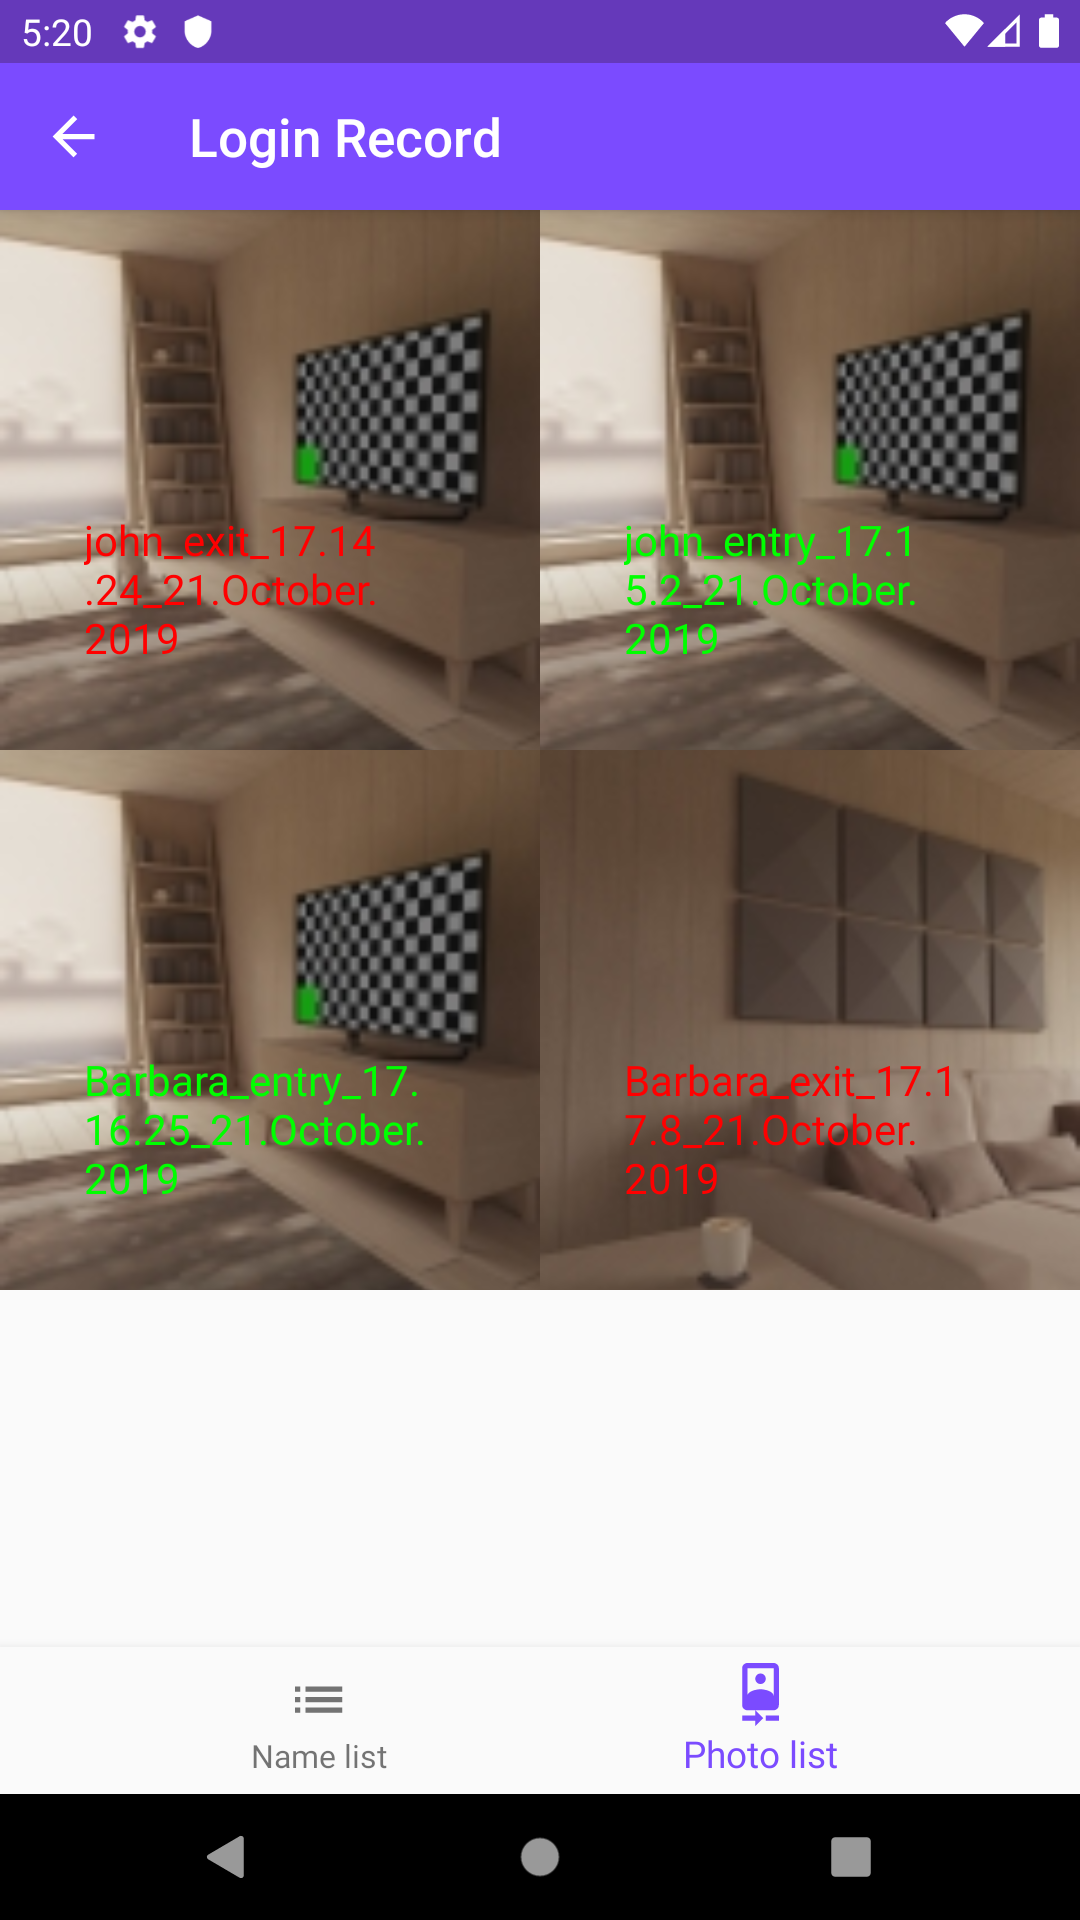 5:20
Login Record
john_exit_17.14
.24_21.October.
2019
john_entry_17.1
5.2_21.October.
2019
Barbara_entry_17.
16.25_21.October.
2019
Barbara_exit_17.1
7.8_21.October.
2019
Name list
Photo list